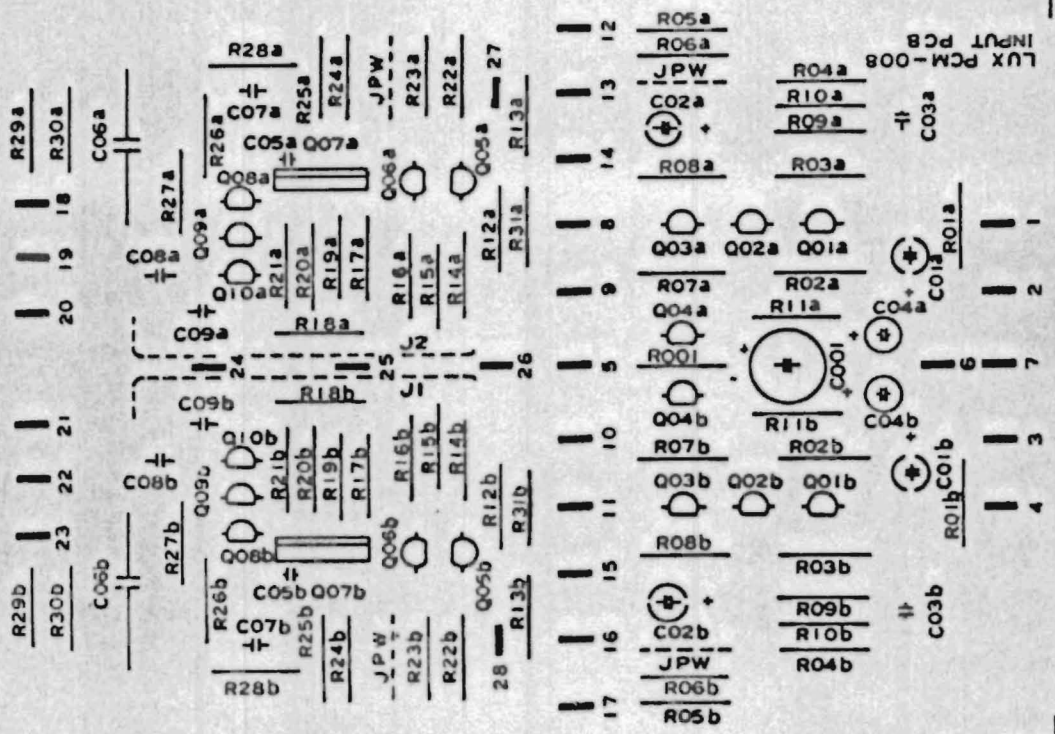 LUX PCM-008
INPUT PCB
R05a
R06a
JPW
C02a
R08a
Q03a
R07a
Q04a
R001
Q04b
R07b
Q03b
R08b
C02b
JPW
R06b
R05b
R04a
R10a
R09a
R03a
Q02a
Q01a
R02a
R11a
C001
R11b
R02b
Q02b
Q01b
R03b
R09b
R10b
R04b
C03a
R01a
C01a
C04a
C04b
C01b
R01b
C03b
12
13
14
8
9
5
10
11
15
16
17
1
2
6
7
3
4
R28a
C07a
R25a
R24a
JPW
R23a
R22a
27
R13a
R29a
R30a
C06a
R26a
C05a
Q07a
Q06a
Q05a
R27a
Q08a
Q09a
Q10a
R21a
R20a
R19a
R17a
R16a
R15a
R14a
R12a
R31a
18
19
20
C08a
C09a
R18a
J2
24
25
26
J1
R18b
C09b
21
22
23
C08b
Q10b
Q09b
Q08b
R21b
R20b
R19b
R17b
R16b
R15b
R14b
R12b
R31b
R27b
C06b
R29b
R30b
R26b
C05b
Q07b
Q06b
Q05b
R13b
C07b
R25b
R24b
JPW
R23b
R22b
28
R28b